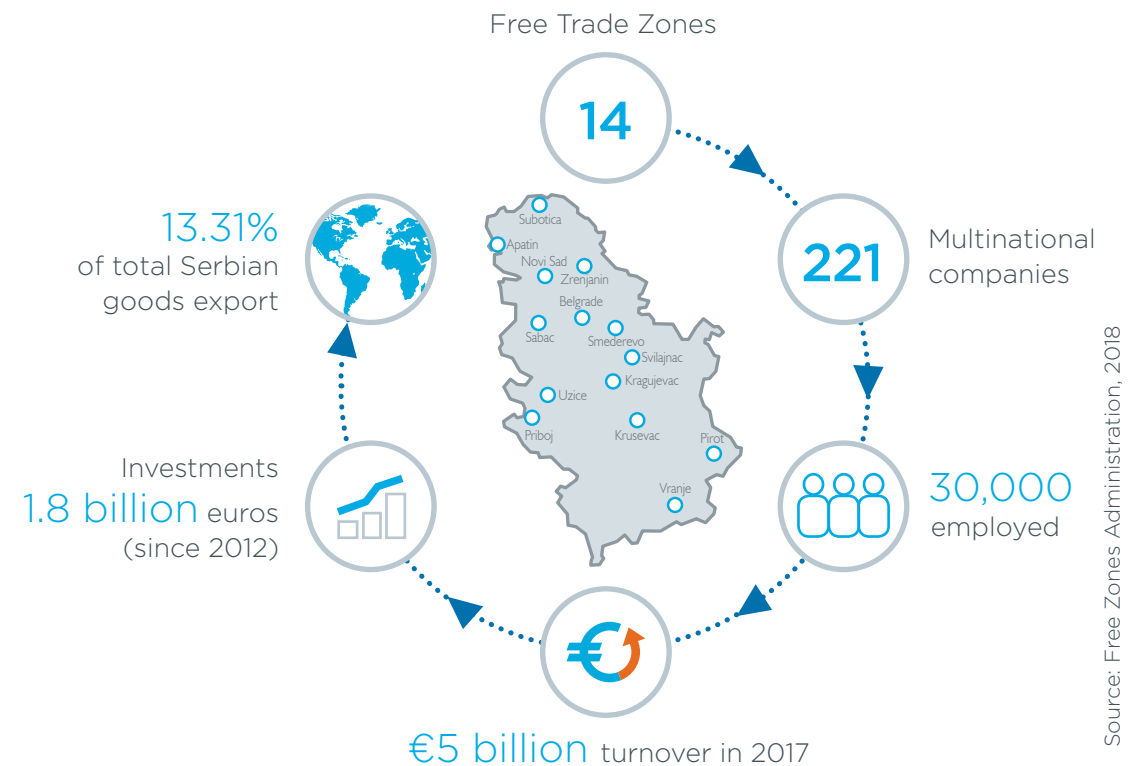 Free Trade Zones
14
221
Multinational
companies
30,000
employed
€5 billion turnover in 2017
Investments
1.8 billion euros
(since 2012)
13.31%
of total Serbian
goods export
Subotica
Apatin
Novi Sad
Zrenjanin
Belgrade
Sabac
Smederevo
Svilajnac
Kragujevac
Uzice
Priboj
Krusevac
Pirot
Vranje
Source: Free Zones Administration, 2018